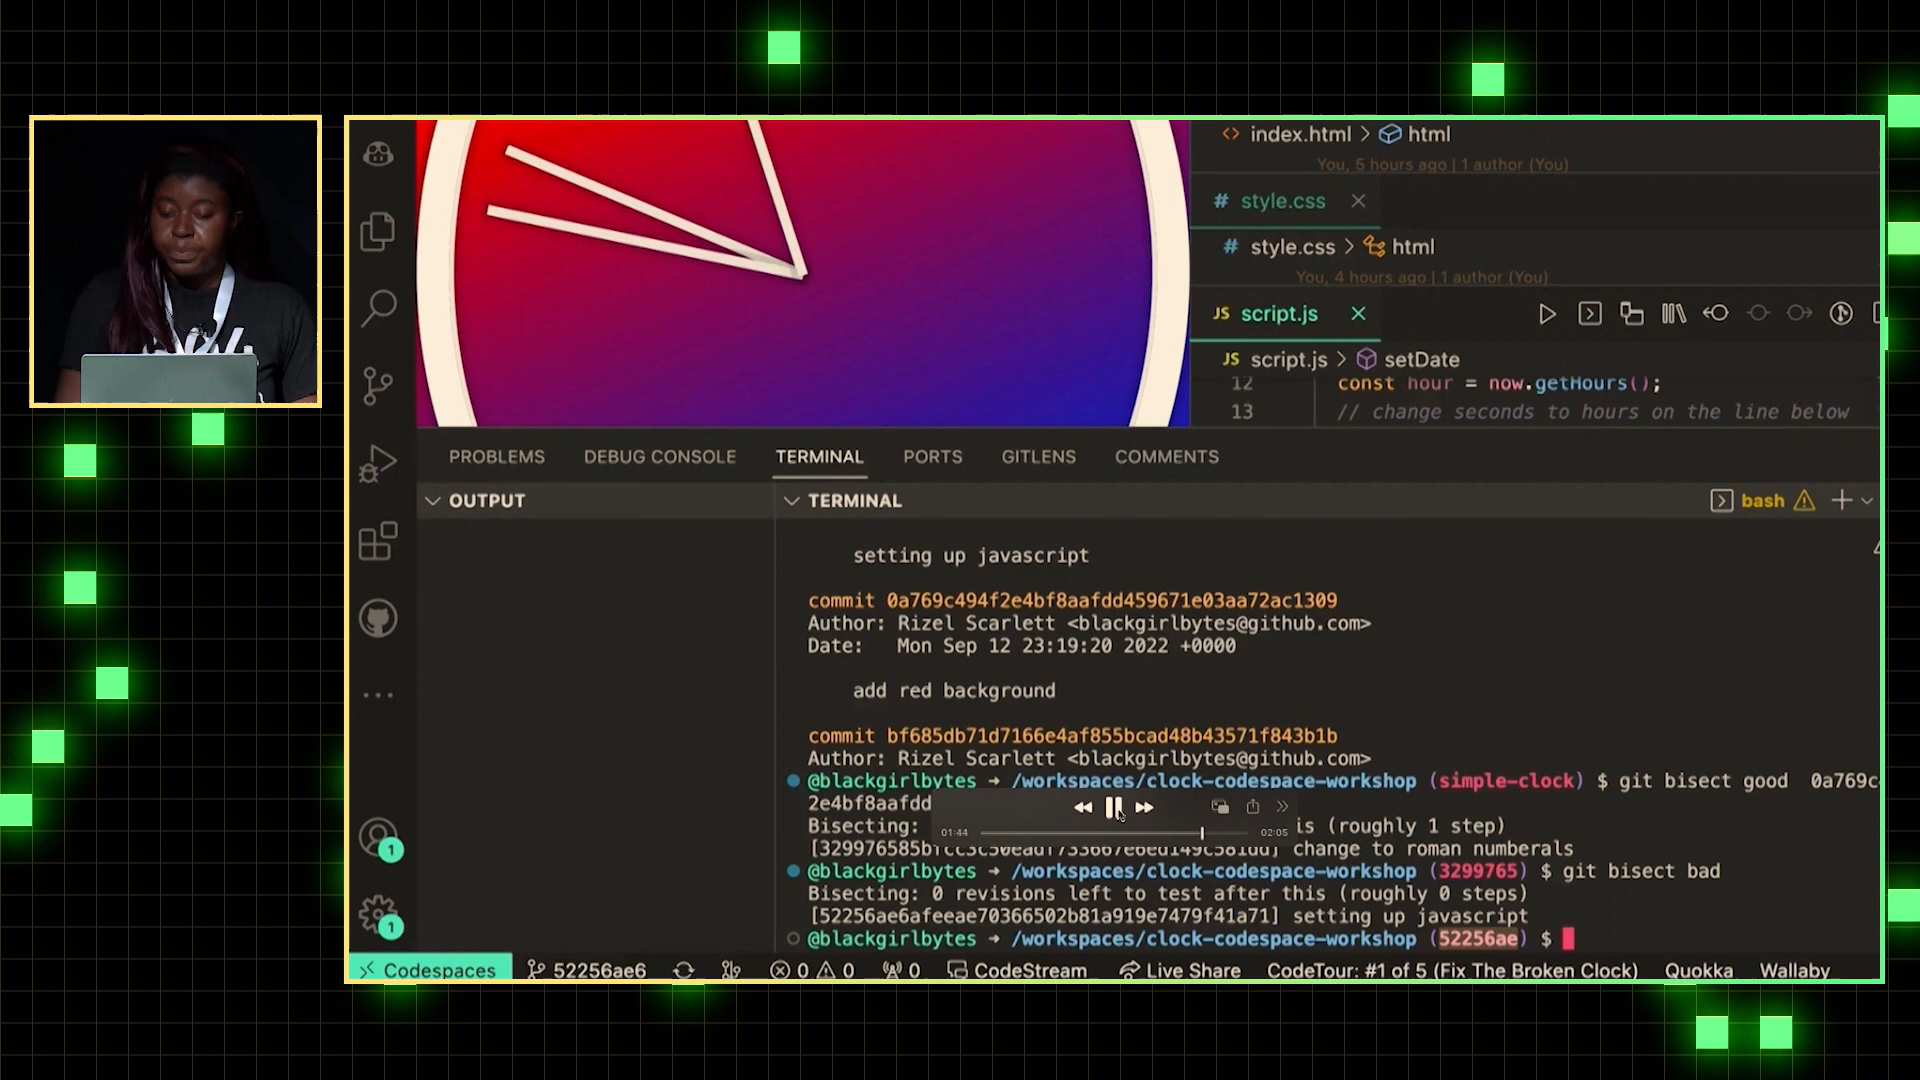 index.html > html
You, 5 hours ago | 1 author (You)
# style.css
# style.css > html
You, 4 hours ago | 1 author (You)
JS script.js
JS script.js > setDate
12 const hour = now.getHours();
13 // change seconds to hours on the line below
PROBLEMS DEBUG CONSOLE TERMINAL PORTS GITLENS COMMENTS
OUTPUT
TERMINAL
bash
setting up javascript
commit 0a769c494f2e4bf8aafdd459671e03aa72ac1309
Author: Rizel Scarlett <blackgirlbytes@github.com>
Date: Mon Sep 12 23:19:20 2022 +0000
add red background
commit bf685db71d7166e4af855bcad48b43571f843b1b
Author: Rizel Scarlett <blackgirlbytes@github.com>
@blackgirlbytes → /workspaces/clock-codespace-workshop (simple-clock) $ git bisect good 0a769c
2e4bf8aafdd
Bisecting: is (roughly 1 step)
01:44 02:05
change to roman numberals
@blackgirlbytes → /workspaces/clock-codespace-workshop (3299765) $ git bisect bad
Bisecting: 0 revisions left to test after this (roughly 0 steps)
[52256ae6afeeae70366502b81a919e7479f41a71] setting up javascript
@blackgirlbytes → /workspaces/clock-codespace-workshop (52256ae) $
1
1
Codespaces 52256ae6 0 0 0 CodeStream Live Share CodeTour: #1 of 5 (Fix The Broken Clock) Quokka Wallaby